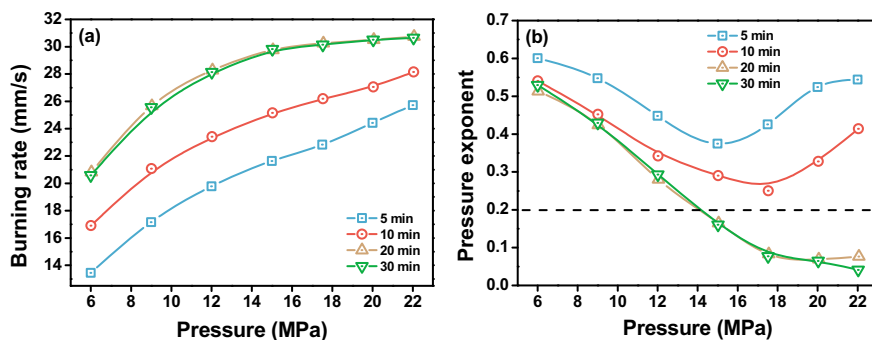 (a)
Burning rate (mm/s)
32
30
28
26
24
22
20
18
16
14
5 min
10 min
20 min
30 min
6 8 10 12 14 16 18 20 22
Pressure (MPa)
(b)
Pressure exponent
0.7
0.6
0.5
0.4
0.3
0.2
0.1
0.0
5 min
10 min
20 min
30 min
6 8 10 12 14 16 18 20 22
Pressure (MPa)